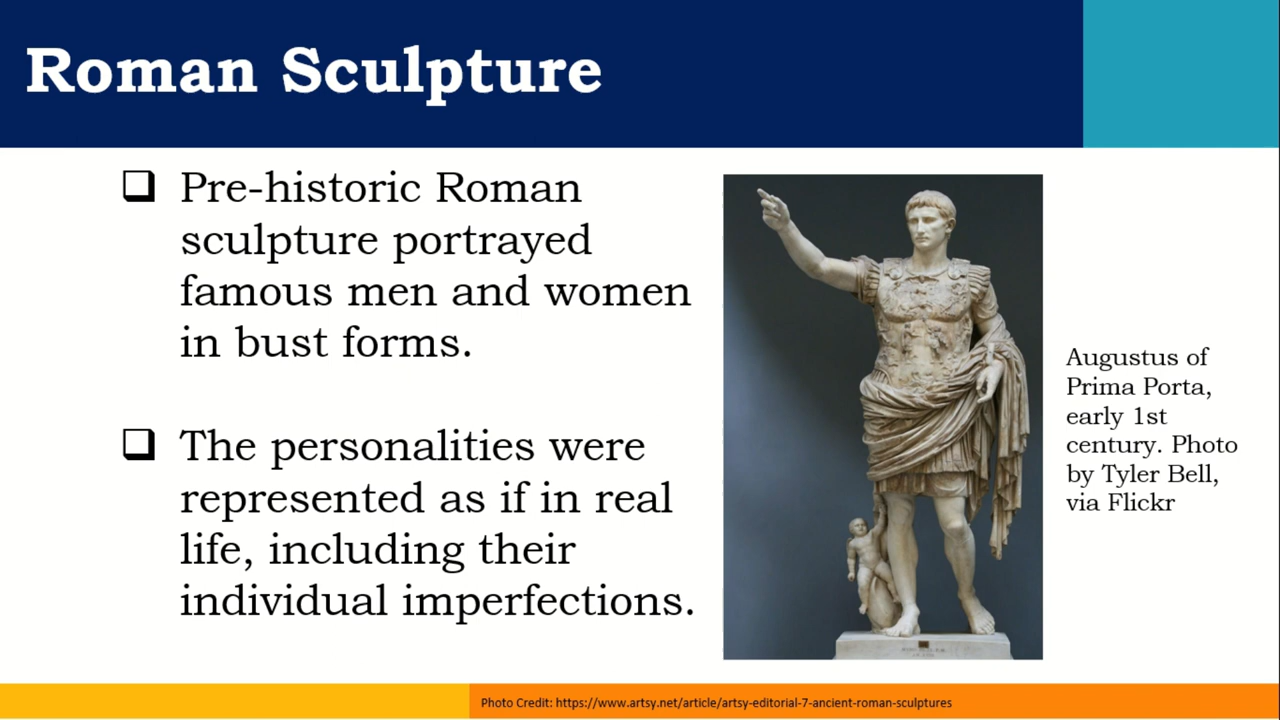 Roman Sculpture
❑ Pre-historic Roman
sculpture portrayed
famous men and women
in bust forms.
❑ The personalities were
represented as if in real
life, including their
individual imperfections.
Augustus of
Prima Porta,
early 1st
century. Photo
by Tyler Bell,
via Flickr
Photo Credit: https://www.artsy.net/article/artsy-editorial-7-ancient-roman-sculptures